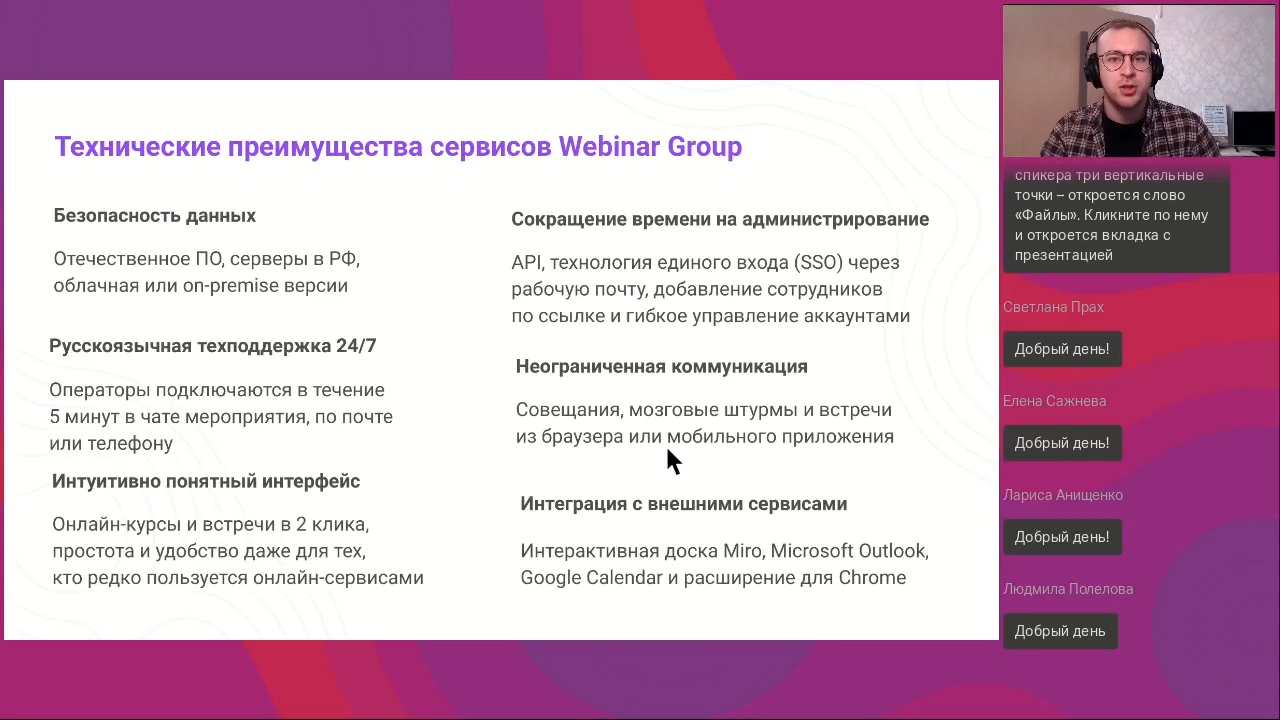 Технические преимущества сервисов Webinar Group
Безопасность данных
Отечественное ПО, серверы в РФ,
облачная или on-premise версии
Русскоязычная техподдержка 24/7
Операторы подключаются в течение
5 минут в чате мероприятия, по почте
или телефону
Интуитивно понятный интерфейс
Онлайн-курсы и встречи в 2 клика,
простота и удобство даже для тех,
кто редко пользуется онлайн-сервисами
Сокращение времени на администрирование
API, технология единого входа (SSO) через
рабочую почту, добавление сотрудников
по ссылке и гибкое управление аккаунтами
Неограниченная коммуникация
Совещания, мозговые штурмы и встречи
из браузера или мобильного приложения
Интеграция с внешними сервисами
Интерактивная доска Miro, Microsoft Outlook,
Google Calendar и расширение для Chrome
спикера три вертикальные
точки – откроется слово
«Файлы». Кликните по нему
и откроется вкладка с
презентацией
Светлана Прах
Добрый день!
Елена Сажнева
Добрый день!
Лариса Анищенко
Добрый день!
Людмила Полелова
Добрый день